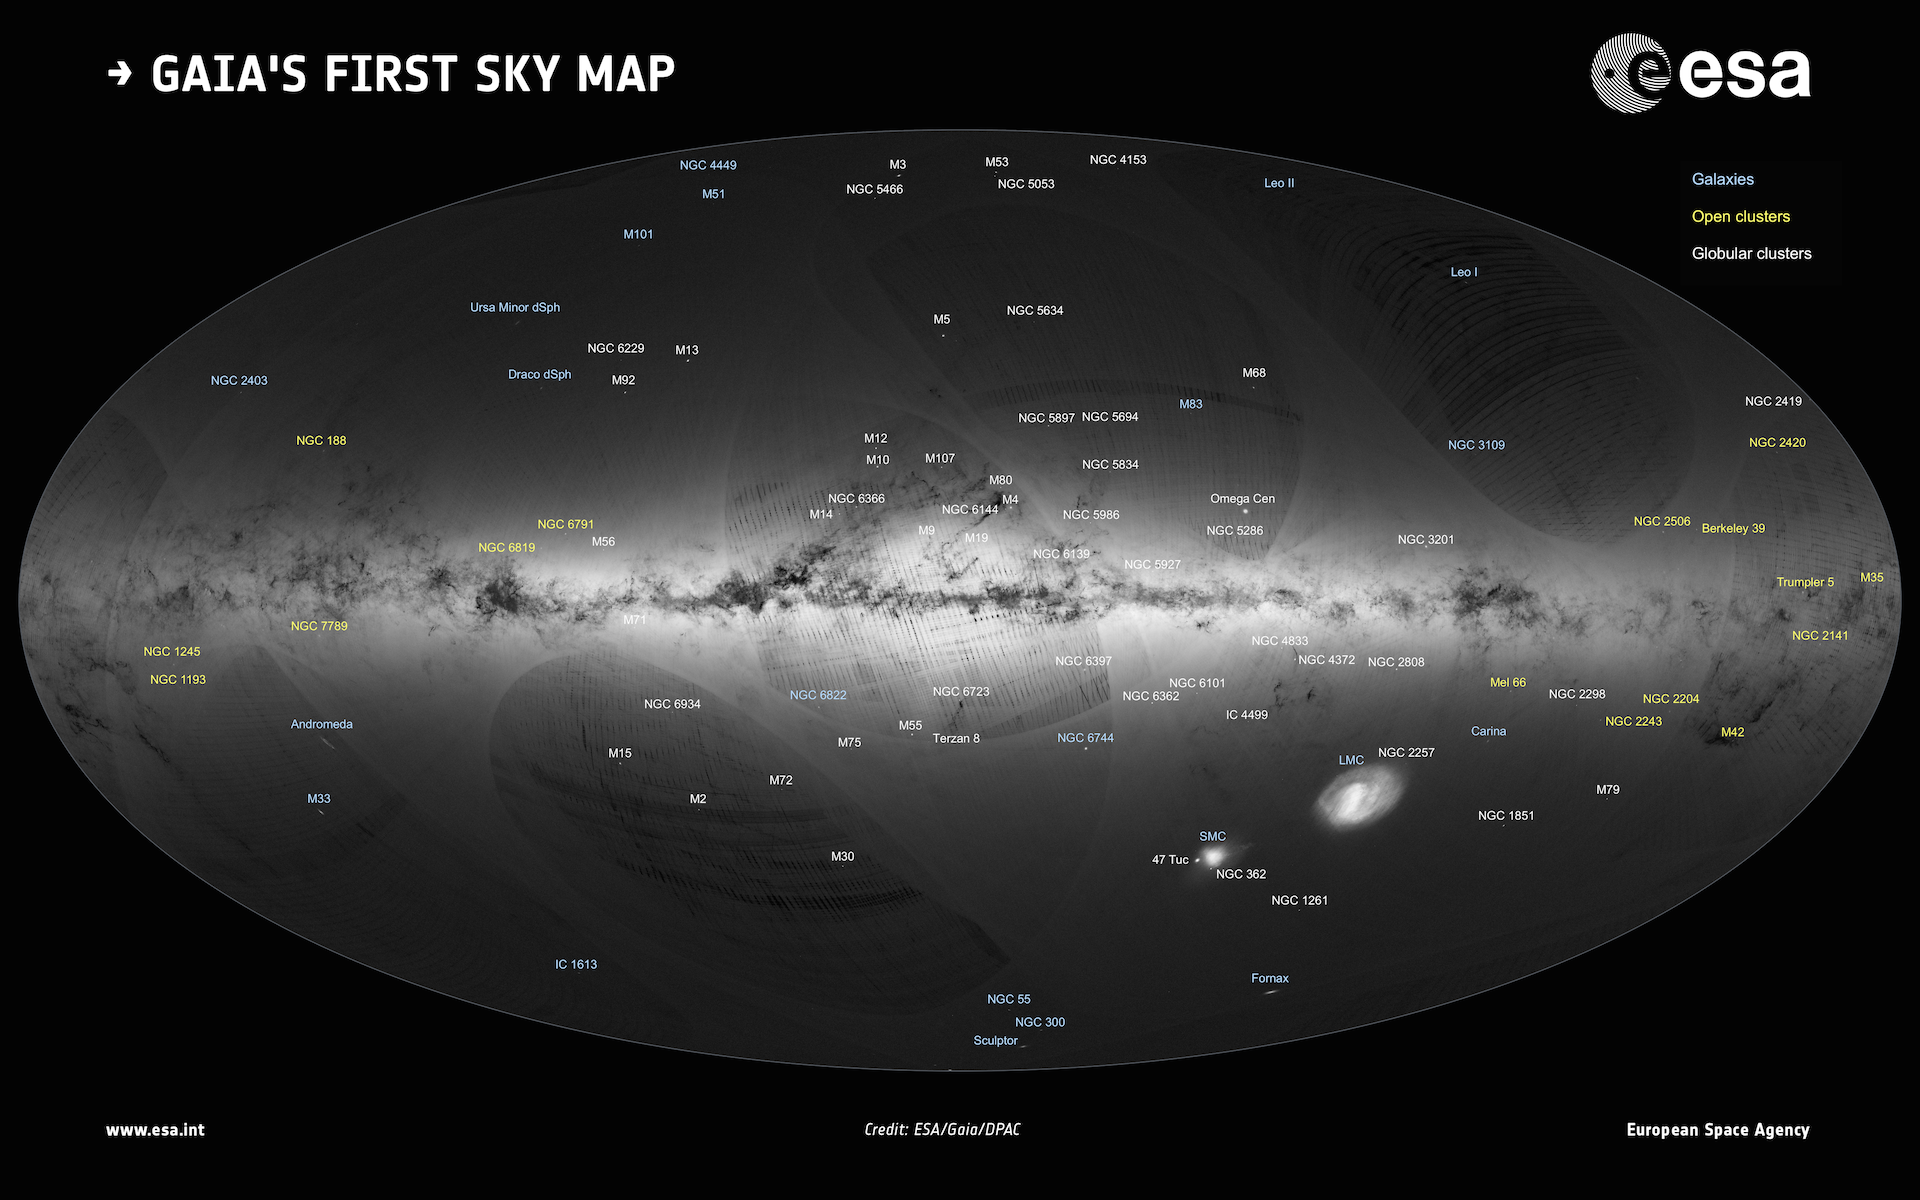 → GAIA'S FIRST SKY MAP
esa
Galaxies
Open clusters
Globular clusters
NGC 4449
M3
M53
NGC 4153
M51
NGC 5466
NGC 5053
Leo II
M101
Leo I
Ursa Minor dSph
M5
NGC 5634
NGC 6229
M13
NGC 2403
Draco dSph
M92
M68
M83
NGC 2419
NGC 5897
NGC 5694
NGC 188
M12
NGC 3109
NGC 2420
M10
M107
NGC 5834
M80
NGC 6366
M4
Omega Cen
M14
NGC 6144
NGC 5986
NGC 6791
M9
NGC 5286
NGC 2506
Berkeley 39
NGC 6819
M56
M19
NGC 3201
NGC 6139
NGC 5927
Trumpler 5
M35
NGC 7789
M71
NGC 2141
NGC 1245
NGC 4833
NGC 6397
NGC 4372
NGC 2808
NGC 1193
NGC 6101
Mel 66
NGC 6822
NGC 6723
NGC 6362
NGC 2298
NGC 2204
NGC 6934
IC 4499
NGC 2243
Andromeda
M55
Terzan 8
NGC 6744
Carina
M42
M75
M15
LMC
NGC 2257
M72
M33
M2
M79
NGC 1851
SMC
M30
47 Tuc
NGC 362
NGC 1261
IC 1613
Fornax
NGC 55
NGC 300
Sculptor
www.esa.int
Credit: ESA/Gaia/DPAC
European Space Agency